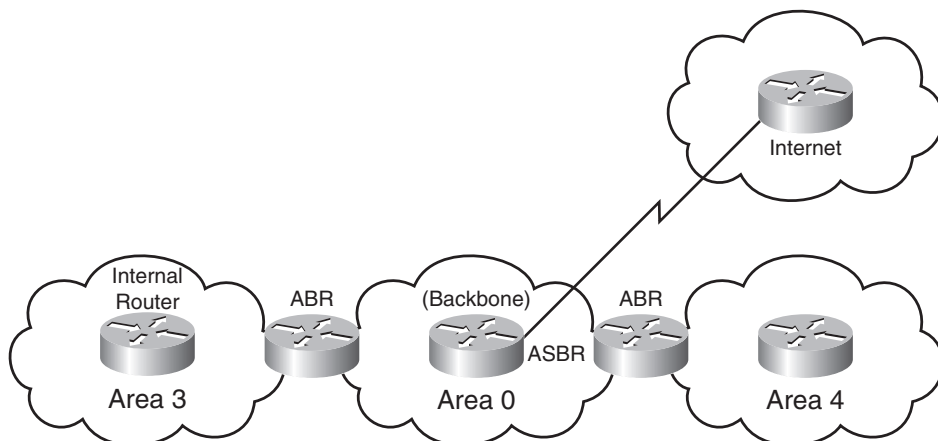 Internet
Internal
Router
ABR
(Backbone)
ABR
ASBR
Area 3
Area 0
Area 4